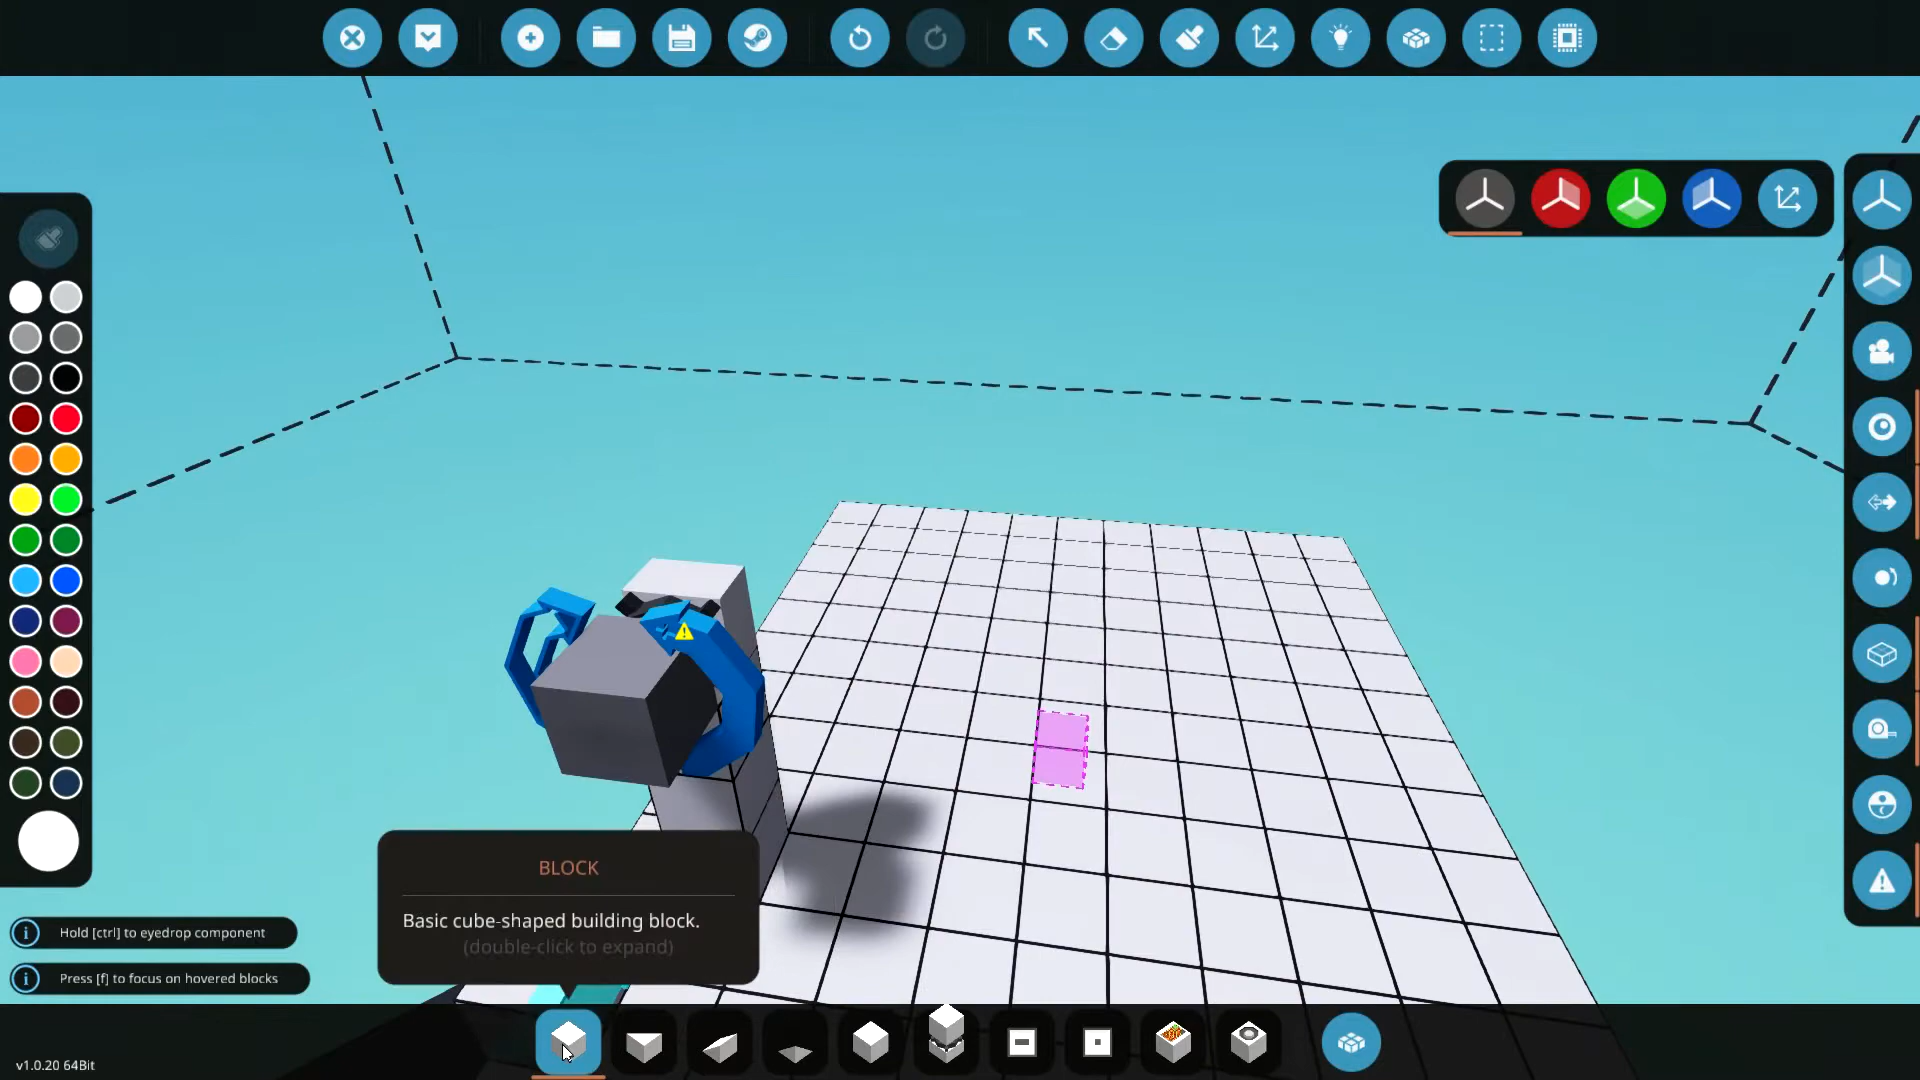 BLOCK
Basic cube-shaped building block.
(double-click to expand)
Hold [ctrl] to eyedrop component
Press [f] to focus on hovered blocks
v1.0.20 64Bit